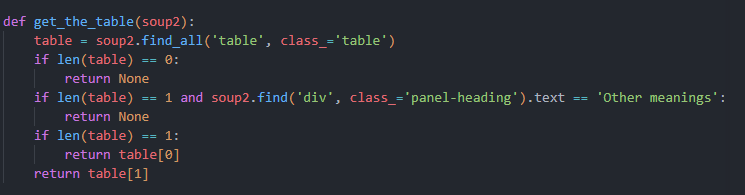 def get_the_table(soup2):
    table = soup2.find_all('table', class_='table')
    if len(table) == 0:
        return None
    if len(table) == 1 and soup2.find('div', class_='panel-heading').text == 'Other meanings':
        return None
    if len(table) == 1:
        return table[0]
    return table[1]